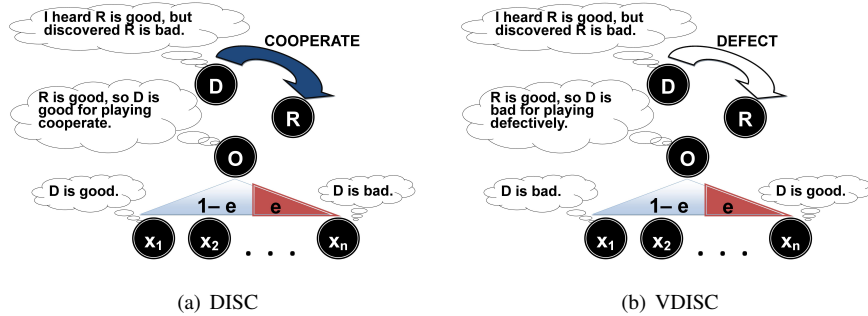 I heard R is good, but
discovered R is bad.
COOPERATE
D
R is good, so D is
good for playing
cooperate.
R
O
D is good.
D is bad.
1– e
e
x1
x2
. . .
xn
(a) DISC
I heard R is good, but
discovered R is bad.
DEFECT
D
R is good, so D is
bad for playing
defectively.
R
O
D is bad.
D is good.
1– e
e
x1
x2
. . .
xn
(b) VDISC